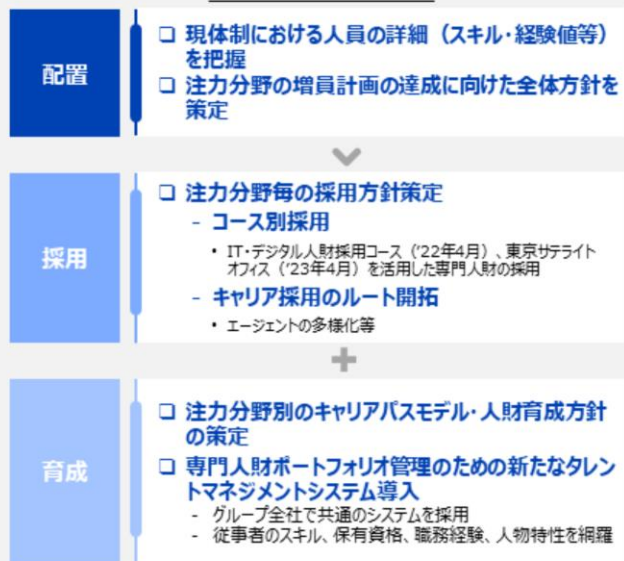 配置
❑ 現体制における人員の詳細（スキル・経験値等）
を把握
❑ 注力分野の増員計画の達成に向けた全体方針を
策定
採用
❑ 注力分野毎の採用方針策定
- コース別採用
• IT・デジタル人財採用コース（'22年4月）、東京サテライト
オフィス（'23年4月）を活用した専門人財の採用
- キャリア採用のルート開拓
• エージェントの多様化等
育成
❑ 注力分野別のキャリアパスモデル・人財育成方針
の策定
❑ 専門人財ポートフォリオ管理のための新たなタレン
トマネジメントシステム導入
- グループ全社で共通のシステムを採用
- 従事者のスキル、保有資格、職務経験、人物特性を網羅